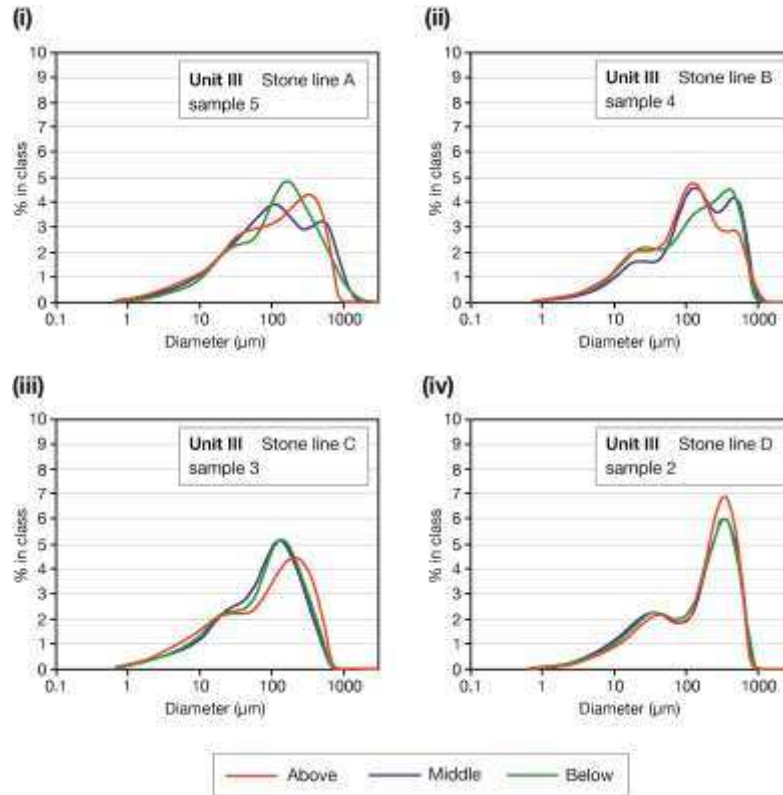 (i)
10
9
8
7
6
5
4
3
2
1
0
% in class
Unit III Stone line A
sample 5
0.1 1 10 100 1000
Diameter (µm)
(ii)
10
9
8
7
6
5
4
3
2
1
0
% in class
Unit III Stone line B
sample 4
0.1 1 10 100 1000
Diameter (µm)
(iii)
10
9
8
7
6
5
4
3
2
1
0
% in class
Unit III Stone line C
sample 3
0.1 1 10 100 1000
Diameter (µm)
(iv)
10
9
8
7
6
5
4
3
2
1
0
% in class
Unit III Stone line D
sample 2
0.1 1 10 100 1000
Diameter (µm)
Above Middle Below